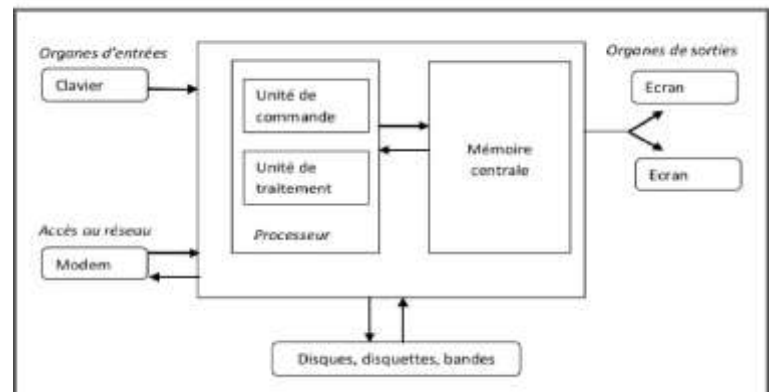 Organes d'entrées
Clavier
Unité de
commande
Unité de
traitement
Processeur
Mémoire
centrale
Organes de sorties
Ecran
Ecran
Accès au réseau
Modem
Disques, disquettes, bandes